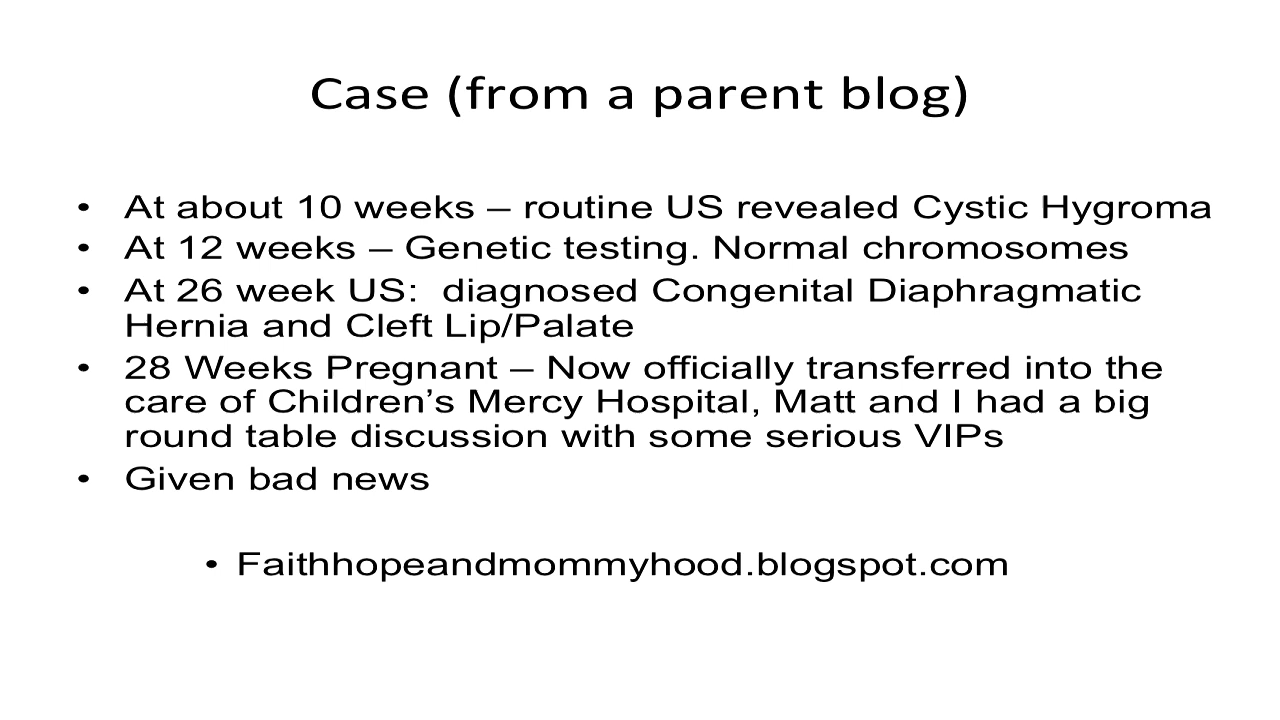 Case (from a parent blog)
• At about 10 weeks – routine US revealed Cystic Hygroma
• At 12 weeks – Genetic testing. Normal chromosomes
• At 26 week US:  diagnosed Congenital Diaphragmatic
Hernia and Cleft Lip/Palate
• 28 Weeks Pregnant – Now officially transferred into the
care of Children’s Mercy Hospital, Matt and I had a big
round table discussion with some serious VIPs
• Given bad news
• Faithhopeandmommyhood.blogspot.com